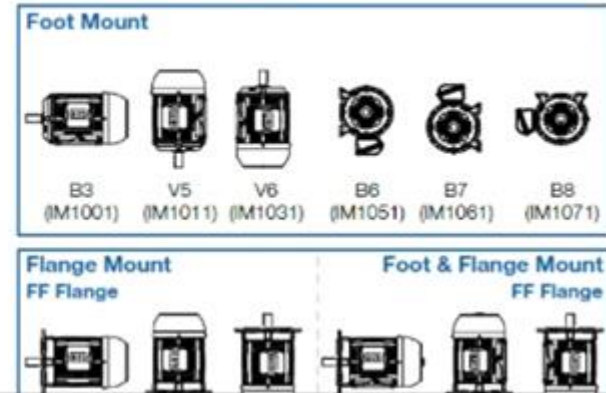 Foot Mount
B3 V5 V6 B6 B7 B8
(IM1001) (IM1011) (IM1031) (IM1051) (IM1061) (IM1071)
Flange Mount Foot & Flange Mount
FF Flange FF Flange